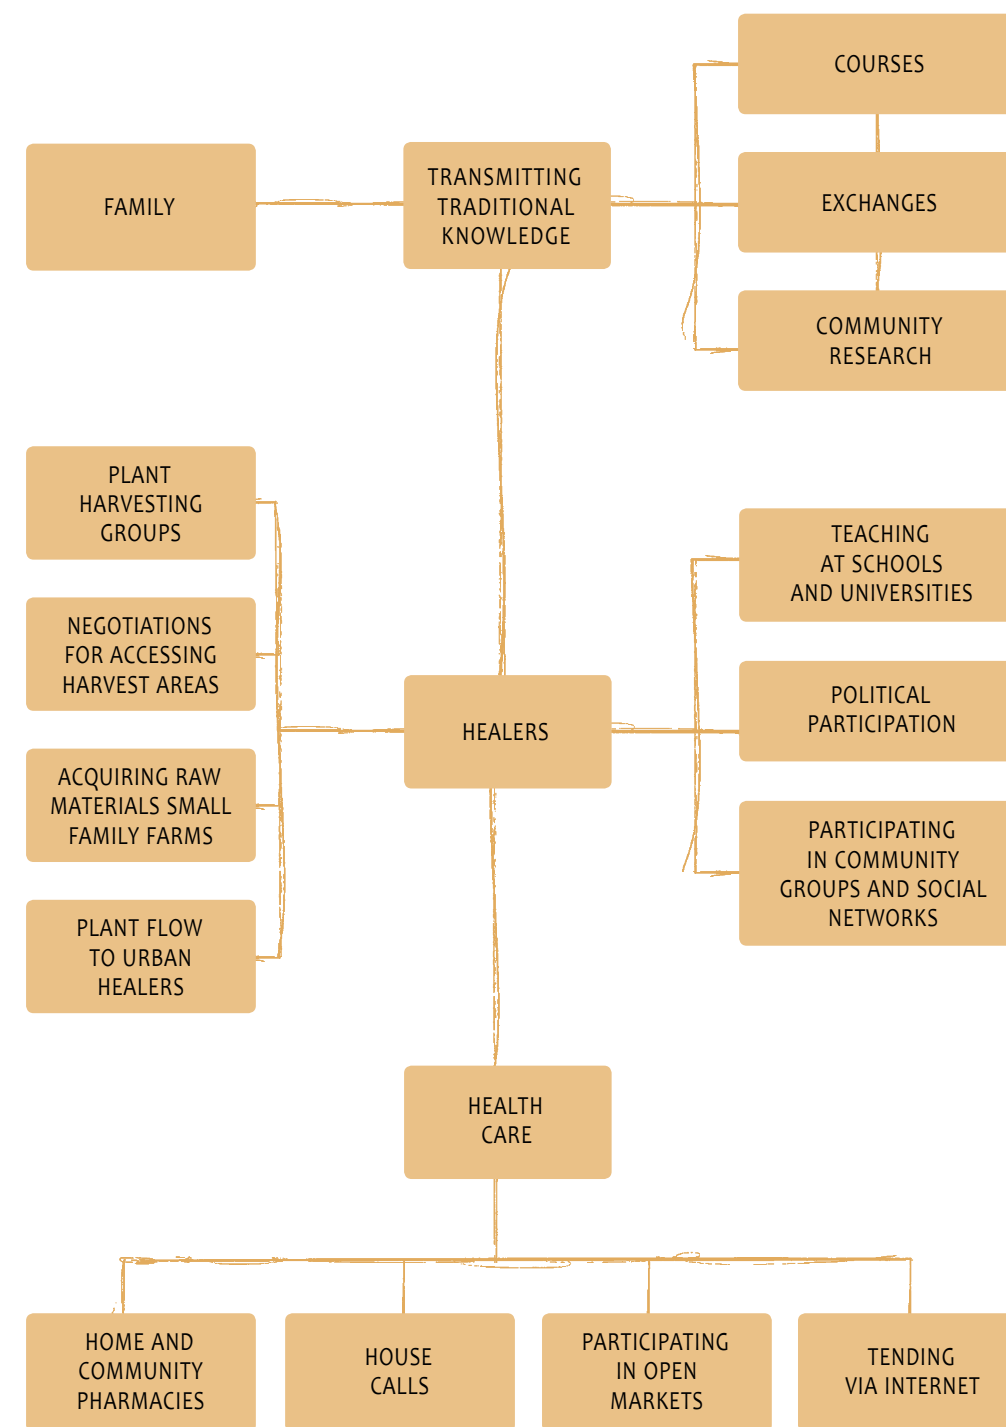 COURSES
FAMILY
TRANSMITTING
TRADITIONAL
KNOWLEDGE
EXCHANGES
COMMUNITY
RESEARCH
PLANT
HARVESTING
GROUPS
NEGOTIATIONS
FOR ACCESSING
HARVEST AREAS
ACQUIRING RAW
MATERIALS SMALL
FAMILY FARMS
PLANT FLOW
TO URBAN
HEALERS
HEALERS
TEACHING
AT SCHOOLS
AND UNIVERSITIES
POLITICAL
PARTICIPATION
PARTICIPATING
IN COMMUNITY
GROUPS AND SOCIAL
NETWORKS
HEALTH
CARE
HOME AND
COMMUNITY
PHARMACIES
HOUSE
CALLS
PARTICIPATING
IN OPEN
MARKETS
TENDING
VIA INTERNET